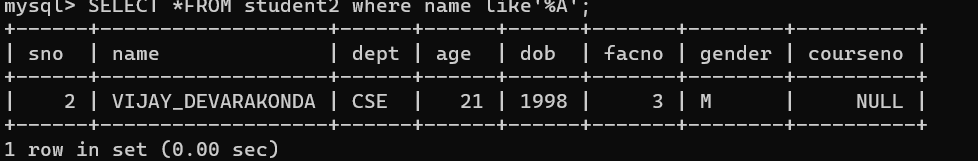 mysql> SELECT *FROM student2 where name like'%A';
+------+------------------+------+------+------+-------+--------+----------+
| sno  | name             | dept | age  | dob  | facno | gender | courseno |
+------+------------------+------+------+------+-------+--------+----------+
|    2 | VIJAY_DEVARAKONDA | CSE  |   21 | 1998 |     3 | M      |     NULL |
+------+------------------+------+------+------+-------+--------+----------+
1 row in set (0.00 sec)